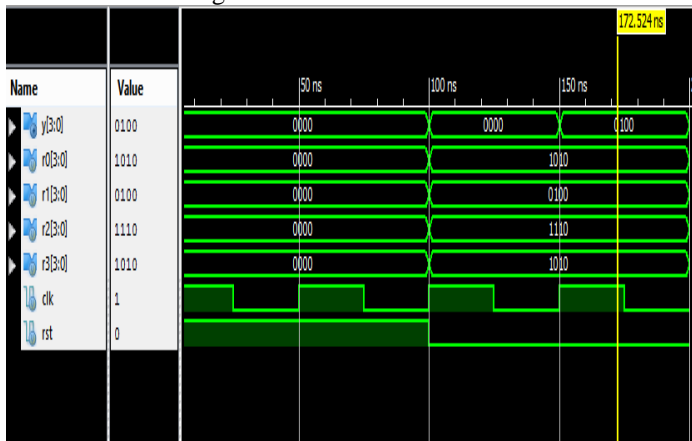 172.524 ns
Name Value 50 ns 100 ns 150 ns
y[3:0] 0100 0000 0000 0100
r0[3:0] 1010 0000 1010
r1[3:0] 0100 0000 0100
r2[3:0] 1110 0000 1110
r3[3:0] 1010 0000 1010
clk 1
rst 0